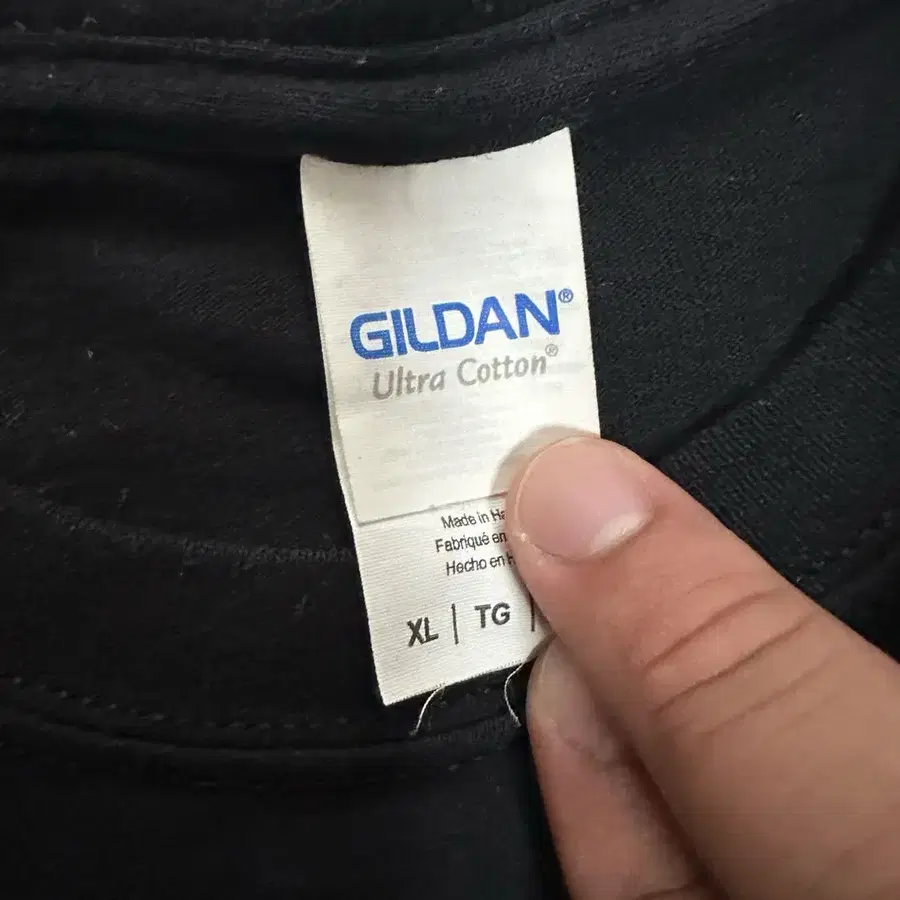 GILDAN®
Ultra Cotton®
Made in
Fabriqué en
Hecho en
XL | TG |